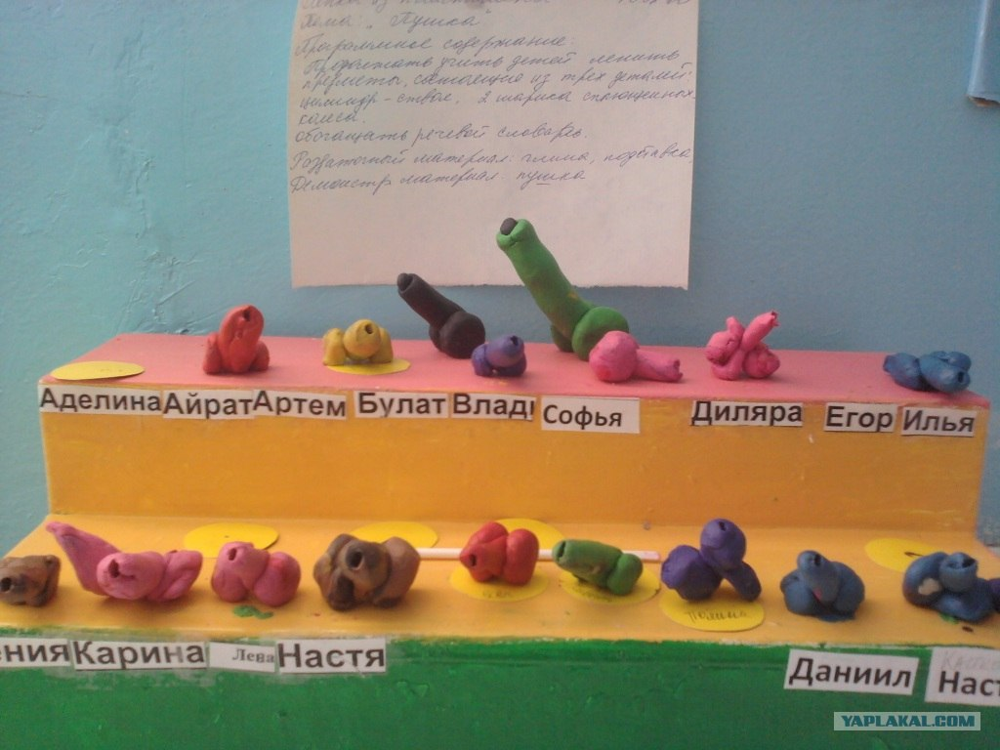 Тема: „Пушка"
Программное содержание:
Продолжать учить детей лепить
предметы, состоящие из трех деталей:
цилиндр - ствол, 2 шарика сплющенных-
колеса.
обогащать речевой словарь.
Раздаточный материал: глина, подставка,
Демонстр. материал: пушка
Аделина Айрат Артем Булат Влад Софья Диляра Егор Илья
Полина
ения Карина Лева Настя Даниил Наст
YAPLAKAL.COM